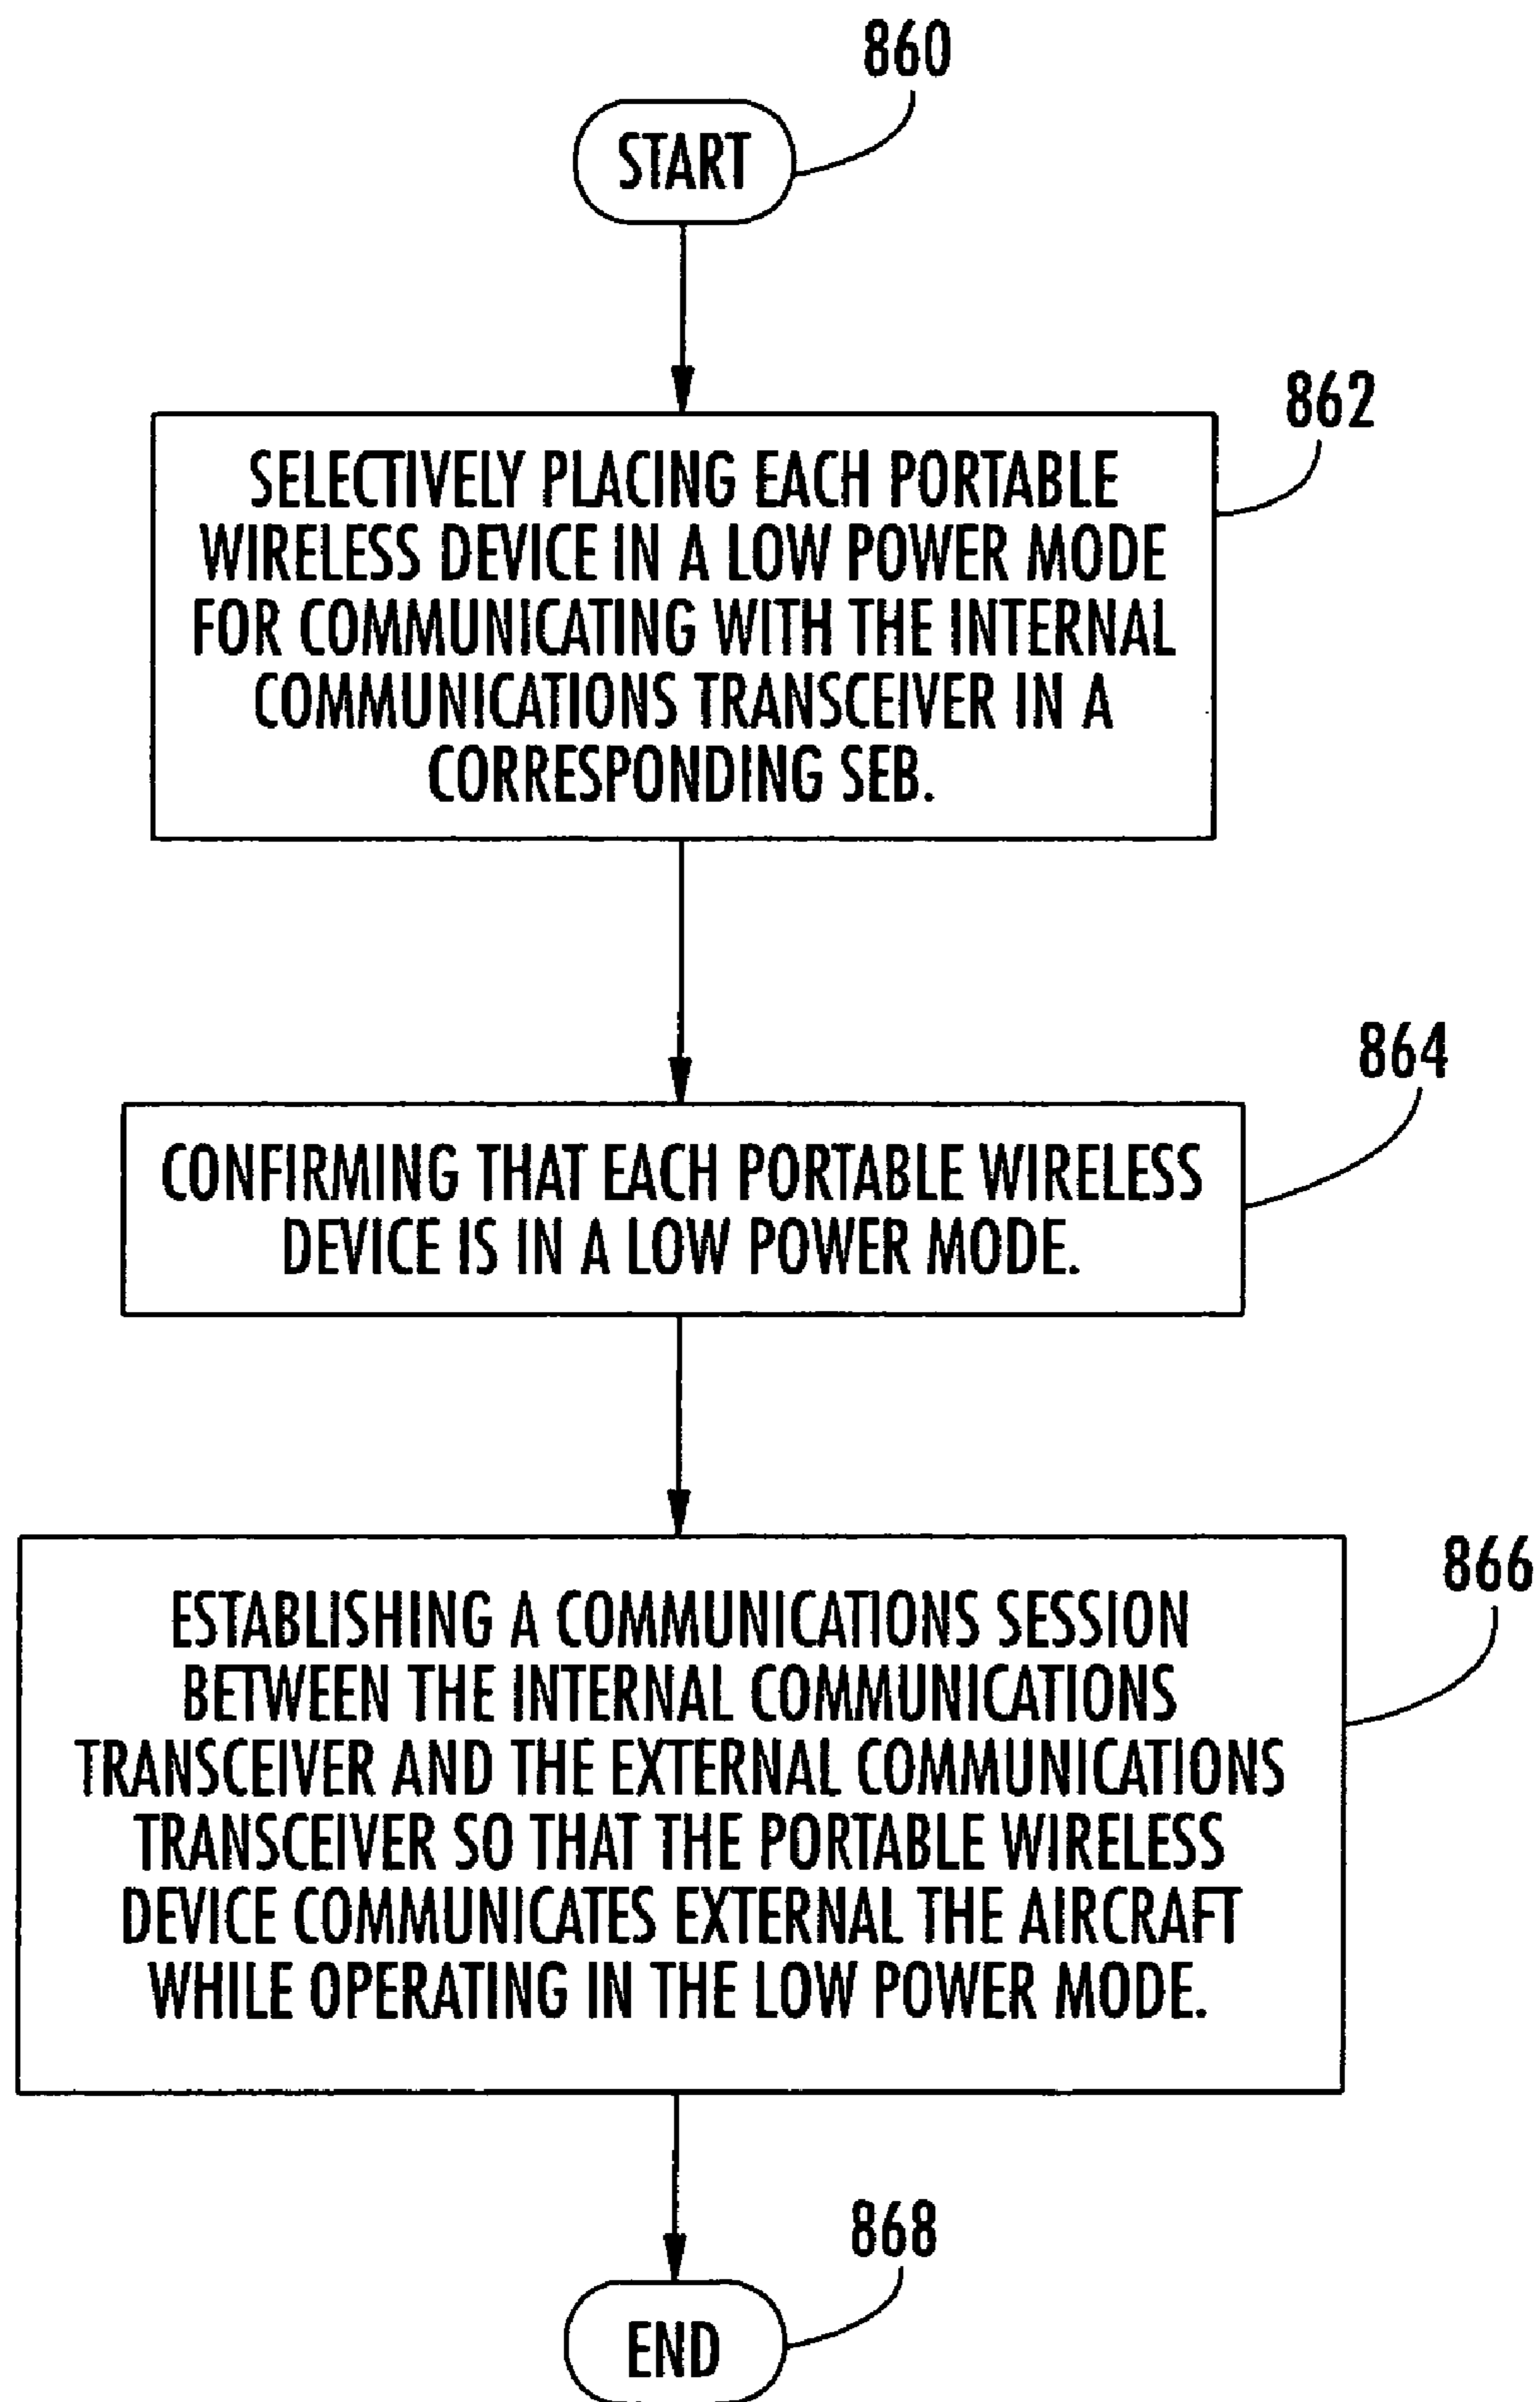 860
START
862
SELECTIVELY PLACING EACH PORTABLE
WIRELESS DEVICE IN A LOW POWER MODE
FOR COMMUNICATING WITH THE INTERNAL
COMMUNICATIONS TRANSCEIVER IN A
CORRESPONDING SEB.
864
CONFIRMING THAT EACH PORTABLE WIRELESS
DEVICE IS IN A LOW POWER MODE.
866
ESTABLISHING A COMMUNICATIONS SESSION
BETWEEN THE INTERNAL COMMUNICATIONS
TRANSCEIVER AND THE EXTERNAL COMMUNICATIONS
TRANSCEIVER SO THAT THE PORTABLE WIRELESS
DEVICE COMMUNICATES EXTERNAL THE AIRCRAFT
WHILE OPERATING IN THE LOW POWER MODE.
868
END